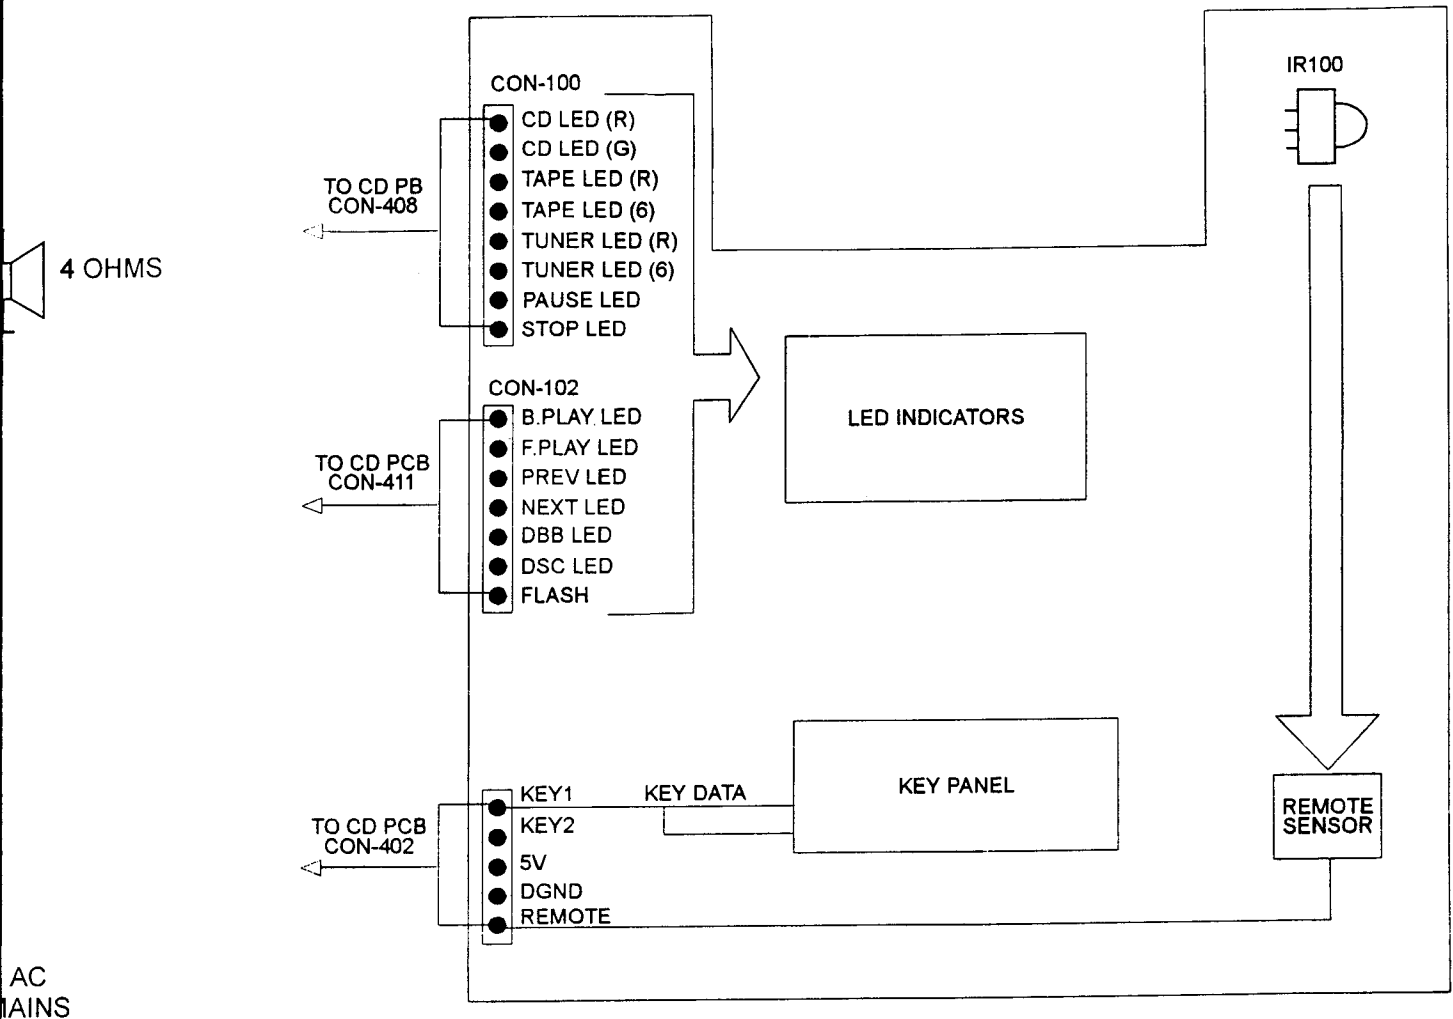 CON-100
CD LED (R)
CD LED (G)
TAPE LED (R)
TAPE LED (6)
TUNER LED (R)
TUNER LED (6)
PAUSE LED
STOP LED
TO CD PB
CON-408
4 OHMS
IR100
CON-102
B.PLAY LED
F.PLAY LED
PREV LED
NEXT LED
DBB LED
DSC LED
FLASH
TO CD PCB
CON-411
LED INDICATORS
KEY1
KEY2
5V
DGND
REMOTE
TO CD PCB
CON-402
KEY DATA
KEY PANEL
REMOTE
SENSOR
AC